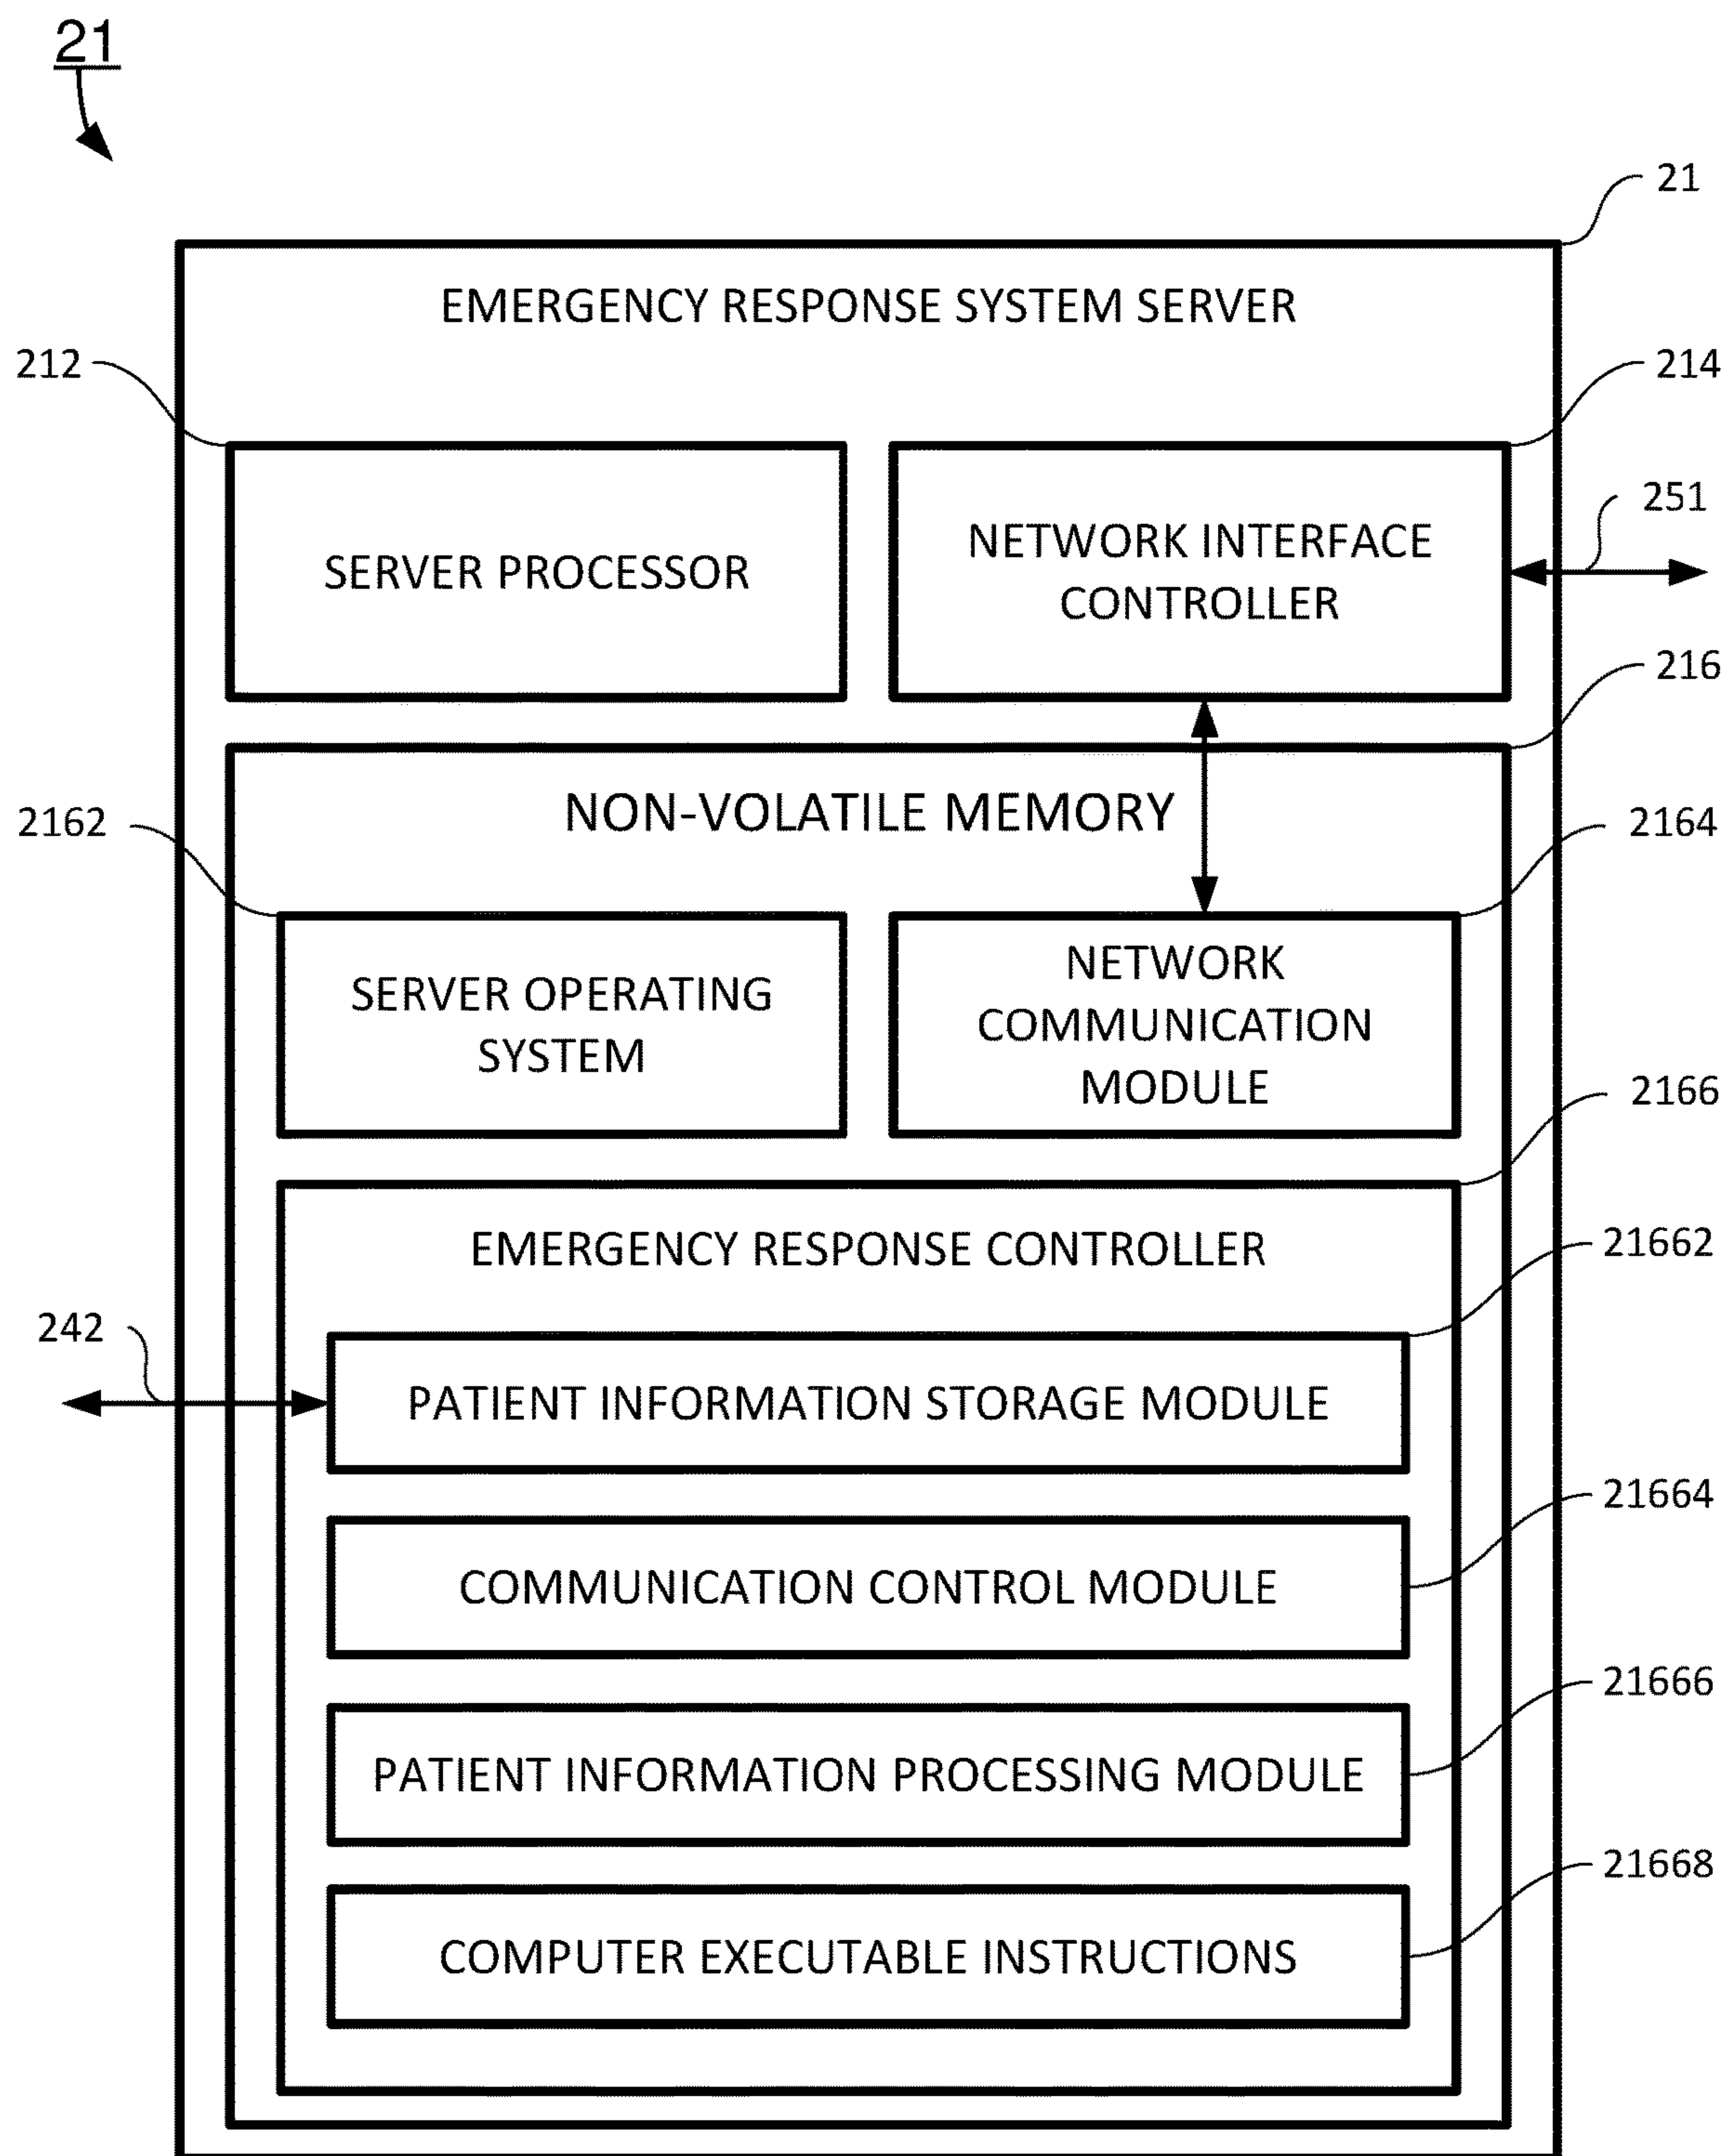 21
21
EMERGENCY RESPONSE SYSTEM SERVER
212
214
SERVER PROCESSOR
NETWORK INTERFACE
CONTROLLER
251
216
NON-VOLATILE MEMORY
2162
2164
SERVER OPERATING
SYSTEM
NETWORK
COMMUNICATION
MODULE
2166
EMERGENCY RESPONSE CONTROLLER
21662
242
PATIENT INFORMATION STORAGE MODULE
21664
COMMUNICATION CONTROL MODULE
21666
PATIENT INFORMATION PROCESSING MODULE
21668
COMPUTER EXECUTABLE INSTRUCTIONS